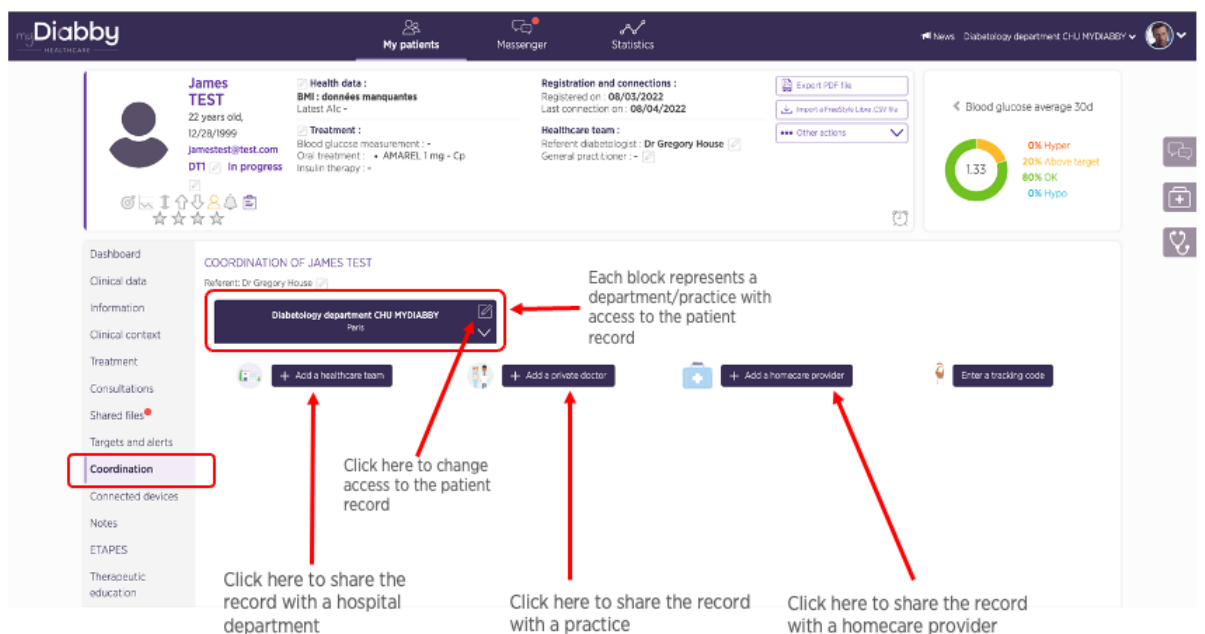 myDiabby
HEALTHCARE
My patients
Messenger
Statistics
News
Diabetology department CHU MYDIABBY
James
TEST
22 years old,
12/28/1999
jamestest@test.com
DT1 In progress
Health data :
BMI : données manquantes
Latest A1c -
Treatment :
Blood glucose measurement : -
Oral treatment : • AMAREL 1 mg - Cp
Insulin therapy : -
Registration and connections :
Registered on : 08/03/2022
Last connection on : 08/04/2022
Healthcare team :
Referent diabetologist : Dr Gregory House
General practitioner : -
Export PDF file
Import a FreeStyle Libre .CSV file
Other actions
Blood glucose average 30d
1.33
0% Hyper
20% Above target
80% OK
0% Hypo
Dashboard
Clinical data
Information
Clinical context
Treatment
Consultations
Shared files
Targets and alerts
Coordination
Connected devices
Notes
ETAPES
Therapeutic
education
COORDINATION OF JAMES TEST
Referent: Dr Gregory House
Diabetology department CHU MYDIABBY
Paris
Each block represents a
department/practice with
access to the patient
record
+ Add a healthcare team
+ Add a private doctor
+ Add a homecare provider
Enter a tracking code
Click here to change
access to the patient
record
Click here to share the
record with a hospital
department
Click here to share the record
with a practice
Click here to share the record
with a homecare provider